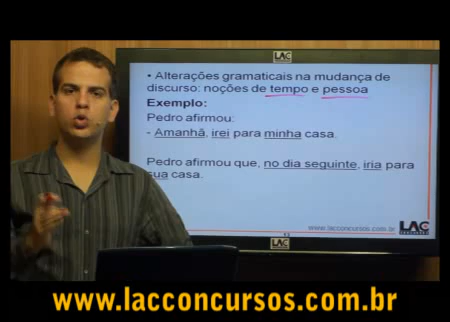 LAC
• Alterações gramaticais na mudança de
discurso: noções de tempo e pessoa
Exemplo:
Pedro afirmou:
- Amanhã, irei para minha casa.
Pedro afirmou que, no dia seguinte, iria para
sua casa.
www.lacconcursos.com.br LAC
LAC
www.lacconcursos.com.br